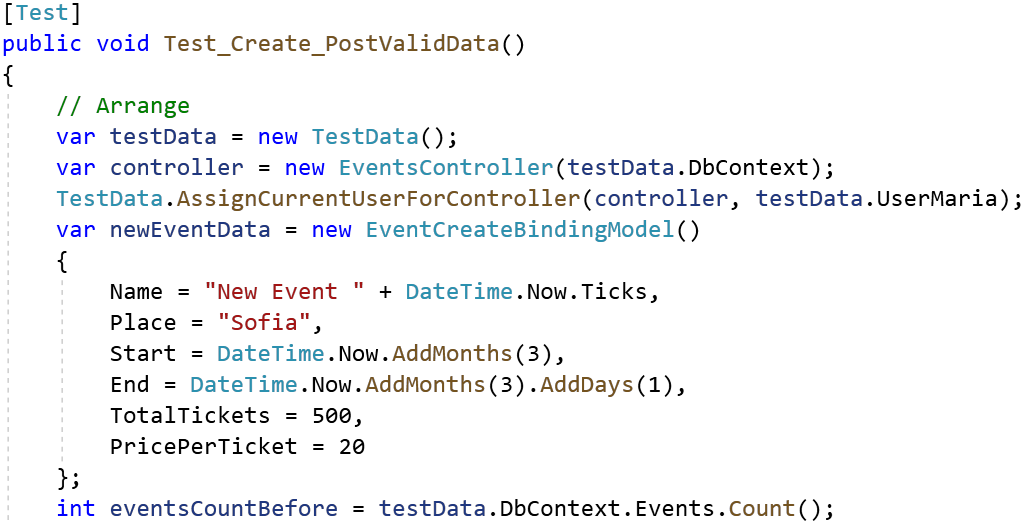 [Test]
public void Test_Create_PostValidData()
{
    // Arrange
    var testData = new TestData();
    var controller = new EventsController(testData.DbContext);
    TestData.AssignCurrentUserForController(controller, testData.UserMaria);
    var newEventData = new EventCreateBindingModel()
    {
        Name = "New Event " + DateTime.Now.Ticks,
        Place = "Sofia",
        Start = DateTime.Now.AddMonths(3),
        End = DateTime.Now.AddMonths(3).AddDays(1),
        TotalTickets = 500,
        PricePerTicket = 20
    };
    int eventsCountBefore = testData.DbContext.Events.Count();